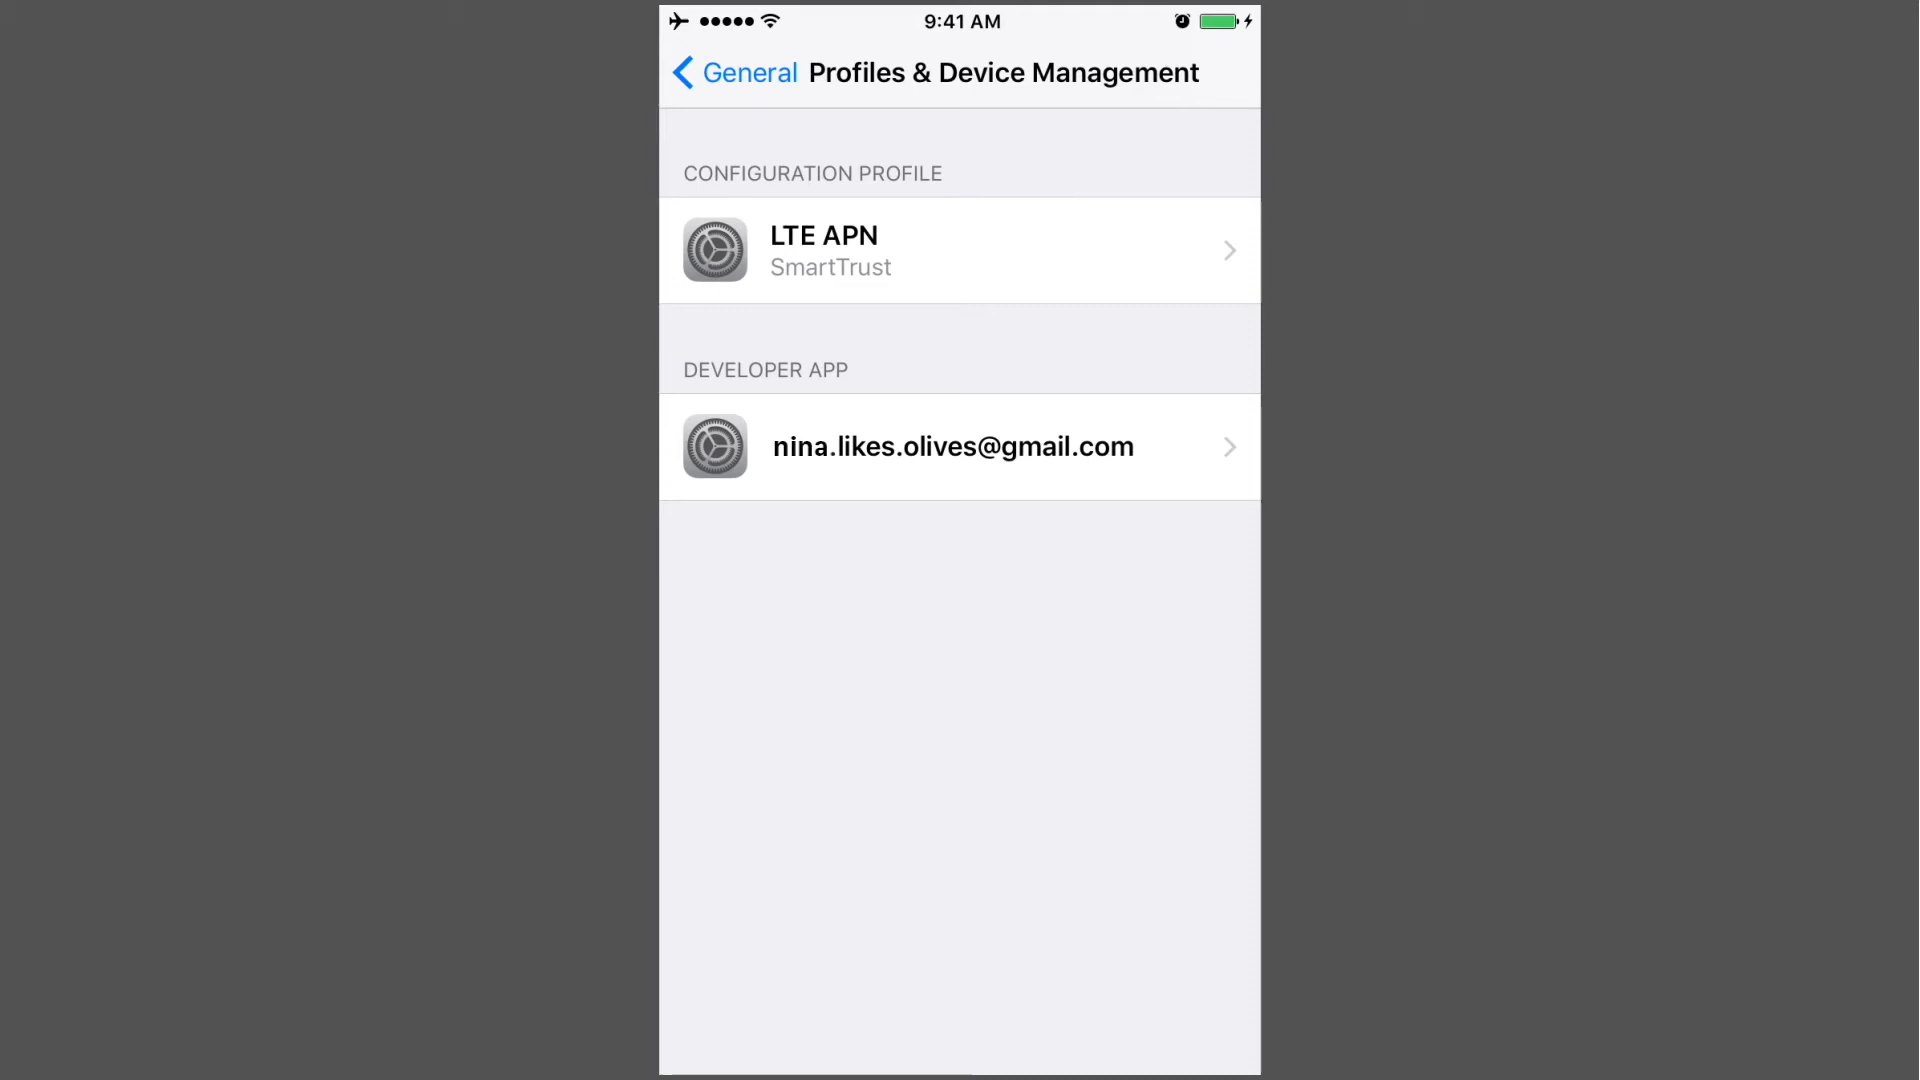 9:41 AM
General Profiles & Device Management
CONFIGURATION PROFILE
LTE APN
SmartTrust
DEVELOPER APP
nina.likes.olives@gmail.com